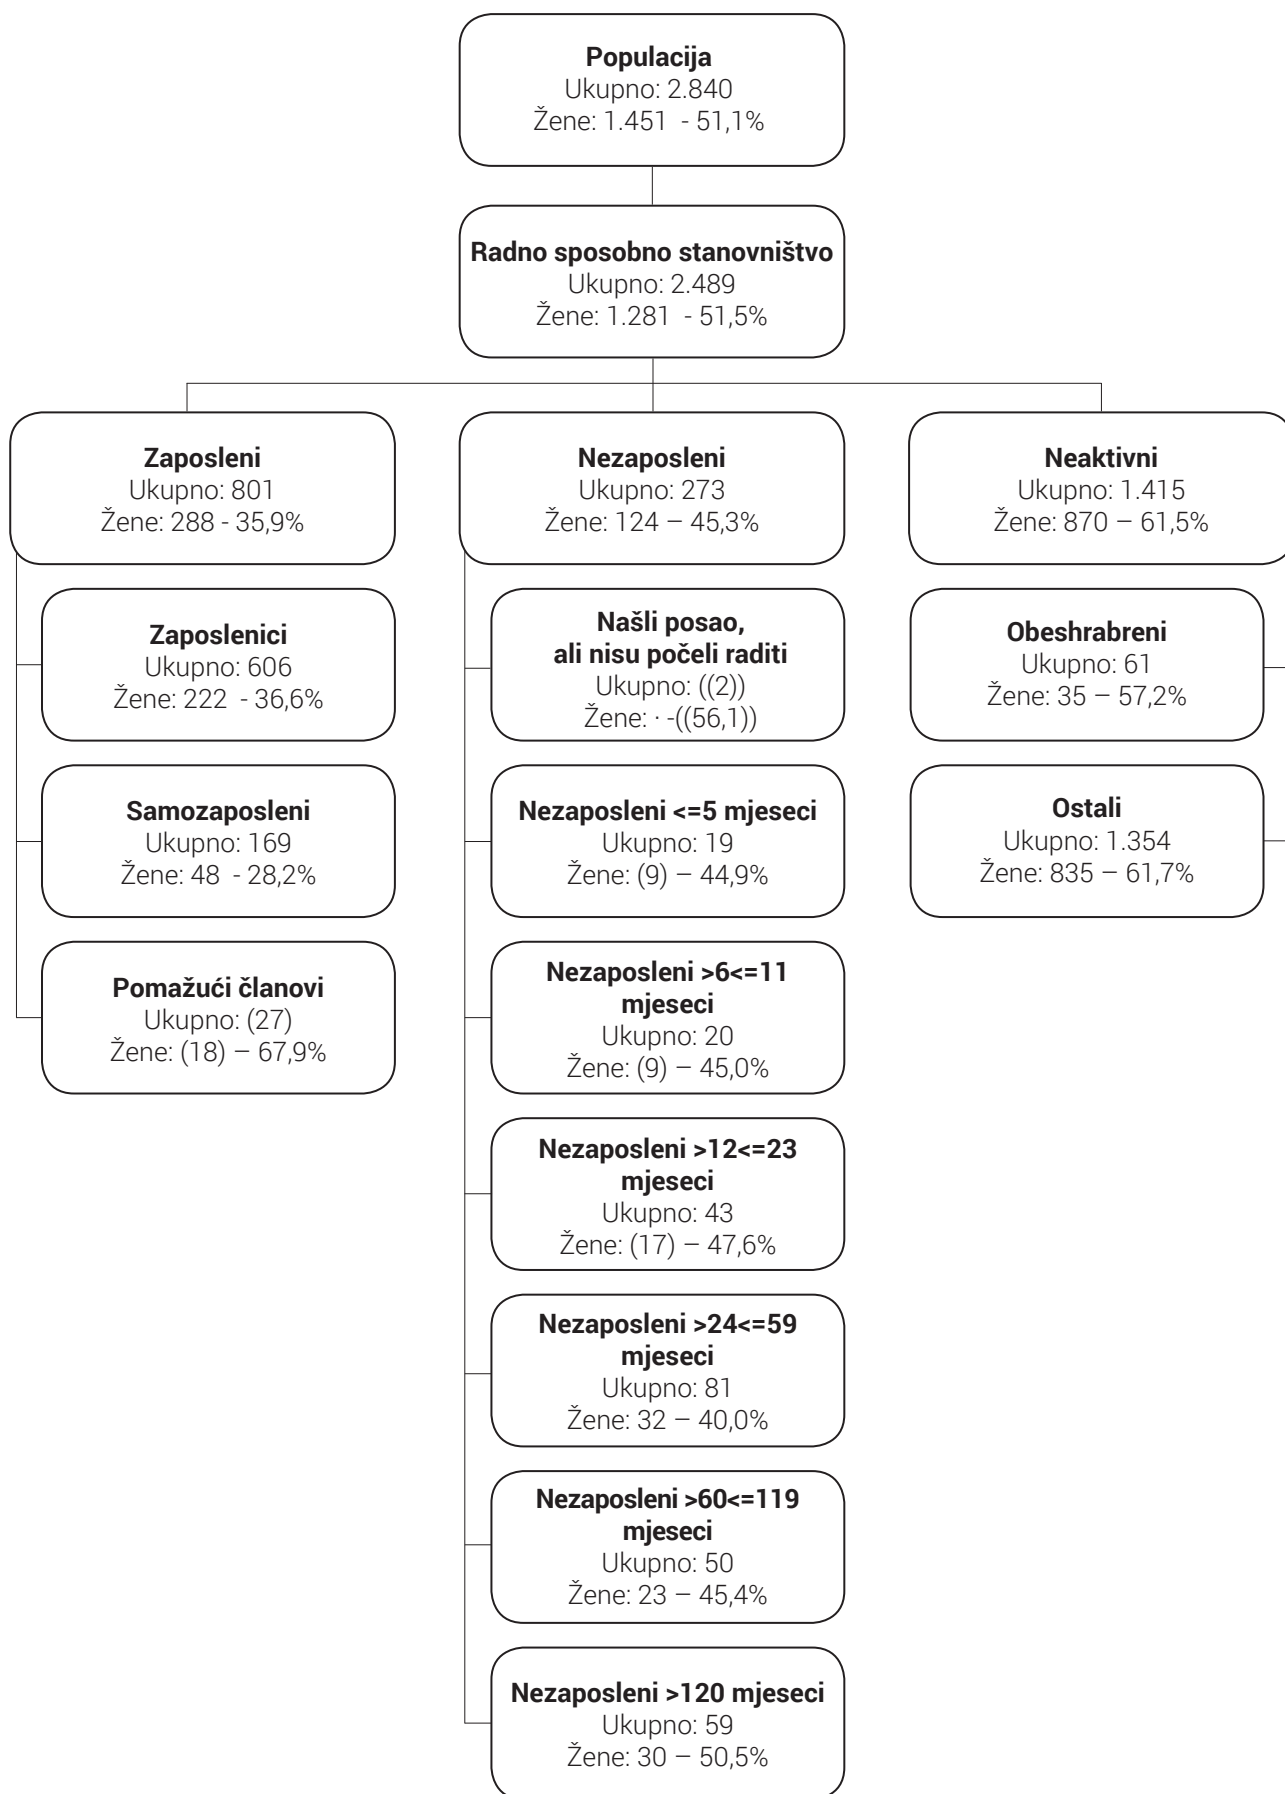 Populacija
Ukupno: 2.840
Žene: 1.451 - 51,1%
Radno sposobno stanovništvo
Ukupno: 2.489
Žene: 1.281 - 51,5%
Zaposleni
Ukupno: 801
Žene: 288 - 35,9%
Zaposlenici
Ukupno: 606
Žene: 222 - 36,6%
Samozaposleni
Ukupno: 169
Žene: 48 - 28,2%
Pomažući članovi
Ukupno: (27)
Žene: (18) – 67,9%
Nezaposleni
Ukupno: 273
Žene: 124 – 45,3%
Našli posao,
ali nisu počeli raditi
Ukupno: ((2))
Žene: · -((56,1))
Nezaposleni <=5 mjeseci
Ukupno: 19
Žene: (9) – 44,9%
Nezaposleni >6<=11
mjeseci
Ukupno: 20
Žene: (9) – 45,0%
Nezaposleni >12<=23
mjeseci
Ukupno: 43
Žene: (17) – 47,6%
Nezaposleni >24<=59
mjeseci
Ukupno: 81
Žene: 32 – 40,0%
Nezaposleni >60<=119
mjeseci
Ukupno: 50
Žene: 23 – 45,4%
Nezaposleni >120 mjeseci
Ukupno: 59
Žene: 30 – 50,5%
Neaktivni
Ukupno: 1.415
Žene: 870 – 61,5%
Obeshrabreni
Ukupno: 61
Žene: 35 – 57,2%
Ostali
Ukupno: 1.354
Žene: 835 – 61,7%